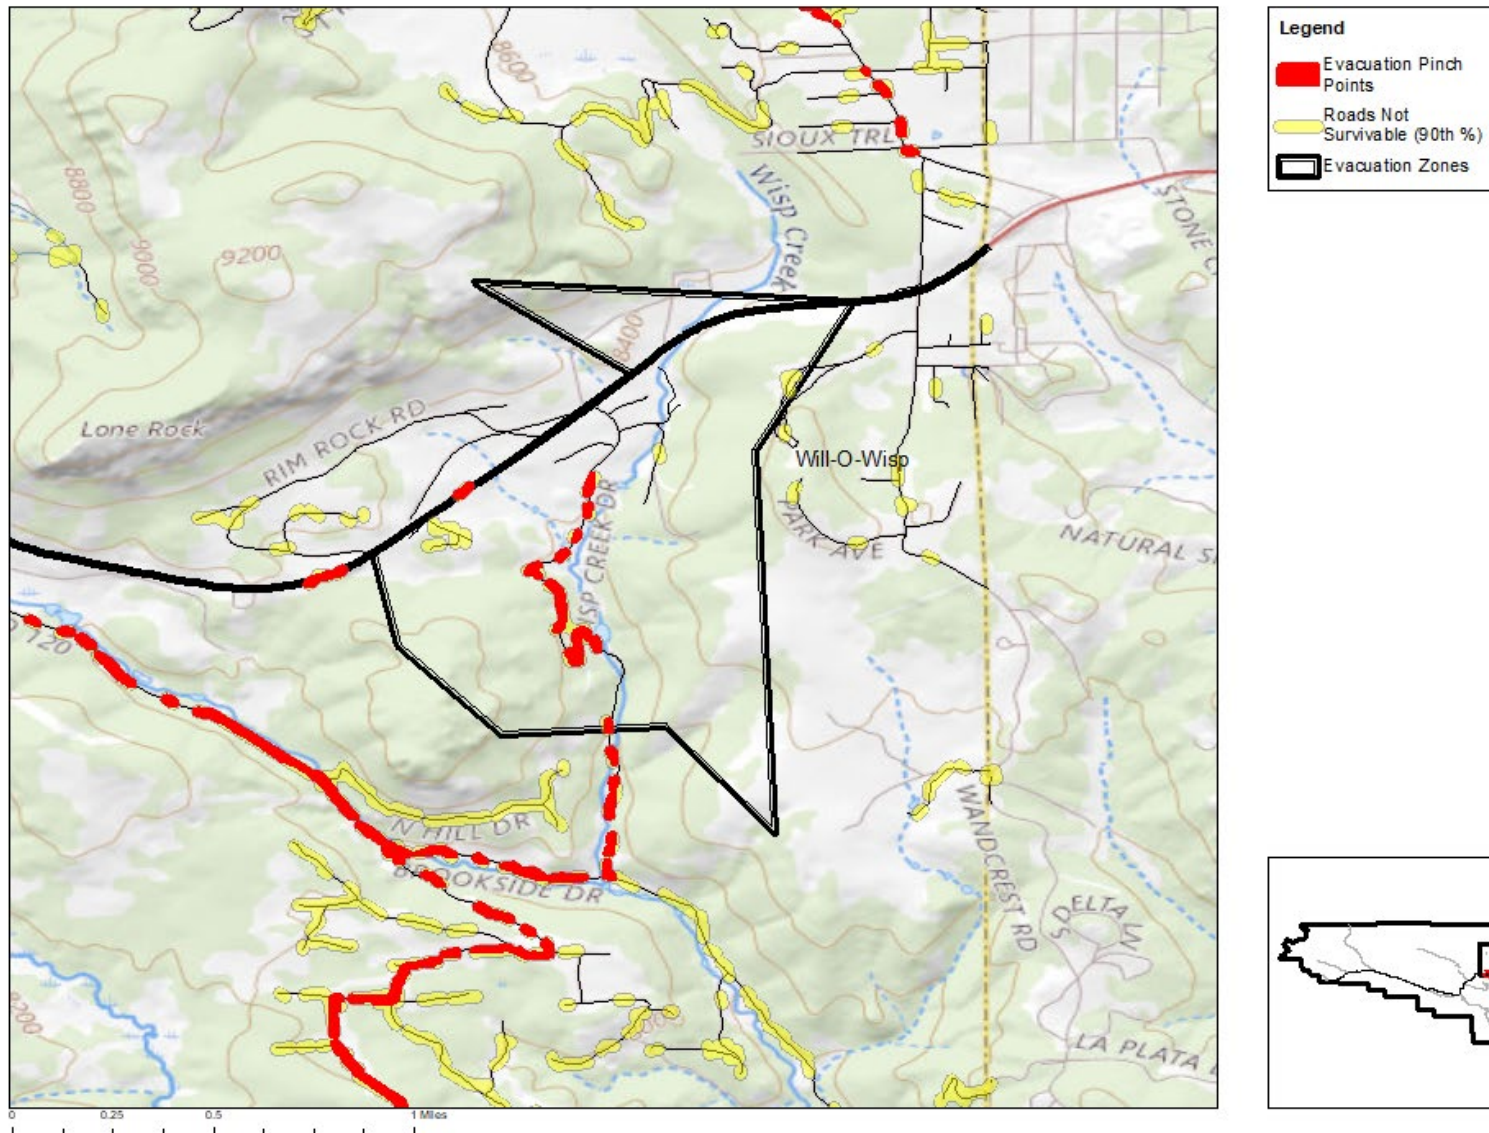 Legend
Evacuation Pinch
Points
Roads Not
Survivable (90th %)
Evacuation Zones
8600
SIOUX TRL
8800
Wisp Creek
STONE
9000
9200
8400
Lone Rock
RIM ROCK RD
Will-O-Wisp
PARK AVE
NATURAL
ISP CREEK DR
120
N HILL DR
BROOKSIDE DR
WANDCREST RD
S DELTA LN
8200
LA PLATA
0 0.25 0.5 1 Miles